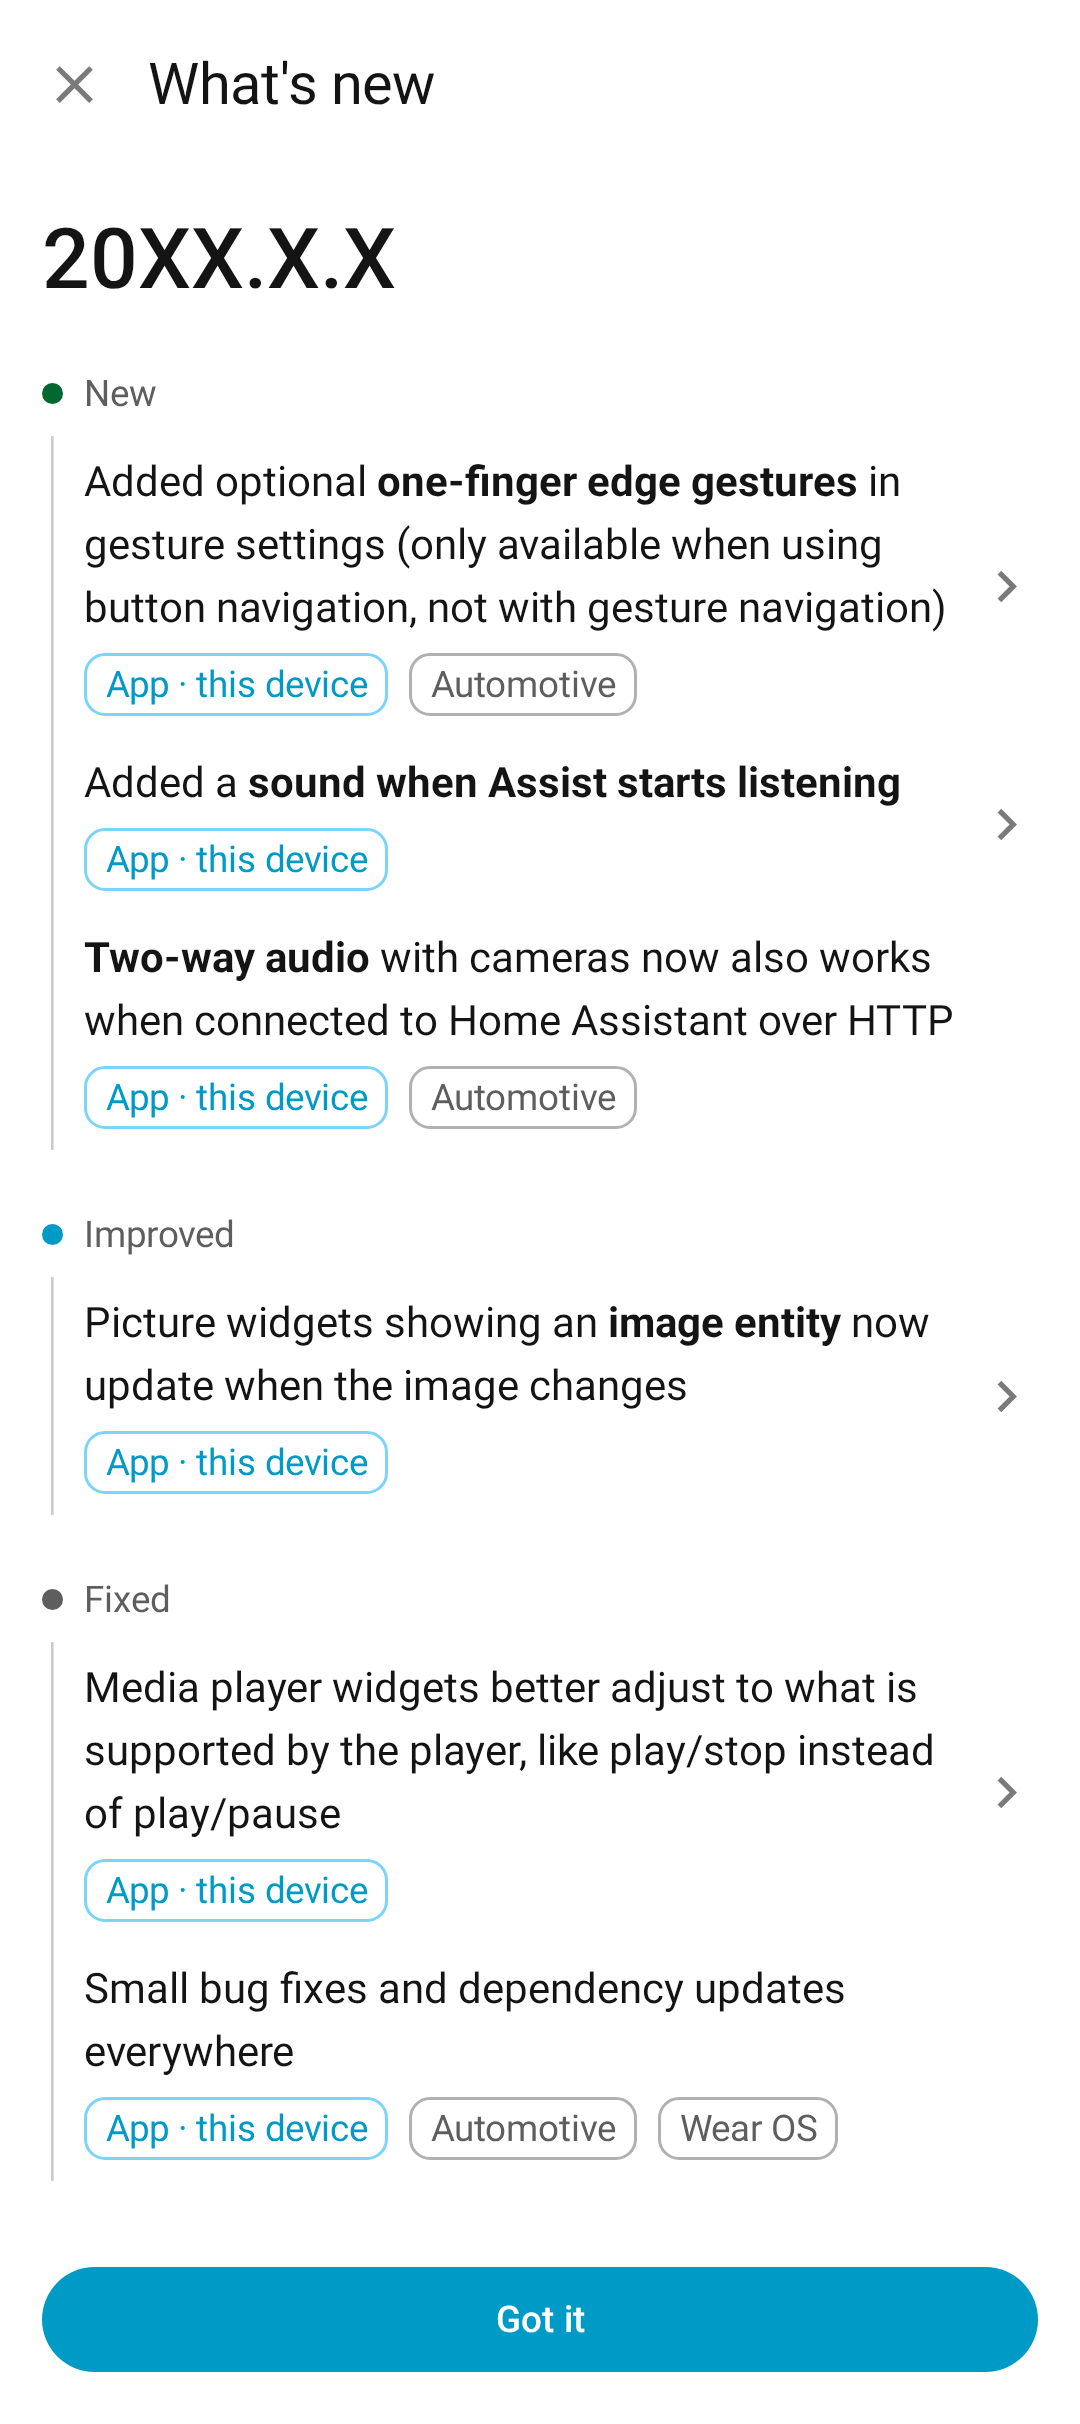 What's new
20XX.X.X
New
Added optional one-finger edge gestures in
gesture settings (only available when using
button navigation, not with gesture navigation)
App · this device Automotive
Added a sound when Assist starts listening
App · this device
Two-way audio with cameras now also works
when connected to Home Assistant over HTTP
App · this device Automotive
Improved
Picture widgets showing an image entity now
update when the image changes
App · this device
Fixed
Media player widgets better adjust to what is
supported by the player, like play/stop instead
of play/pause
App · this device
Small bug fixes and dependency updates
everywhere
App · this device Automotive Wear OS
Got it